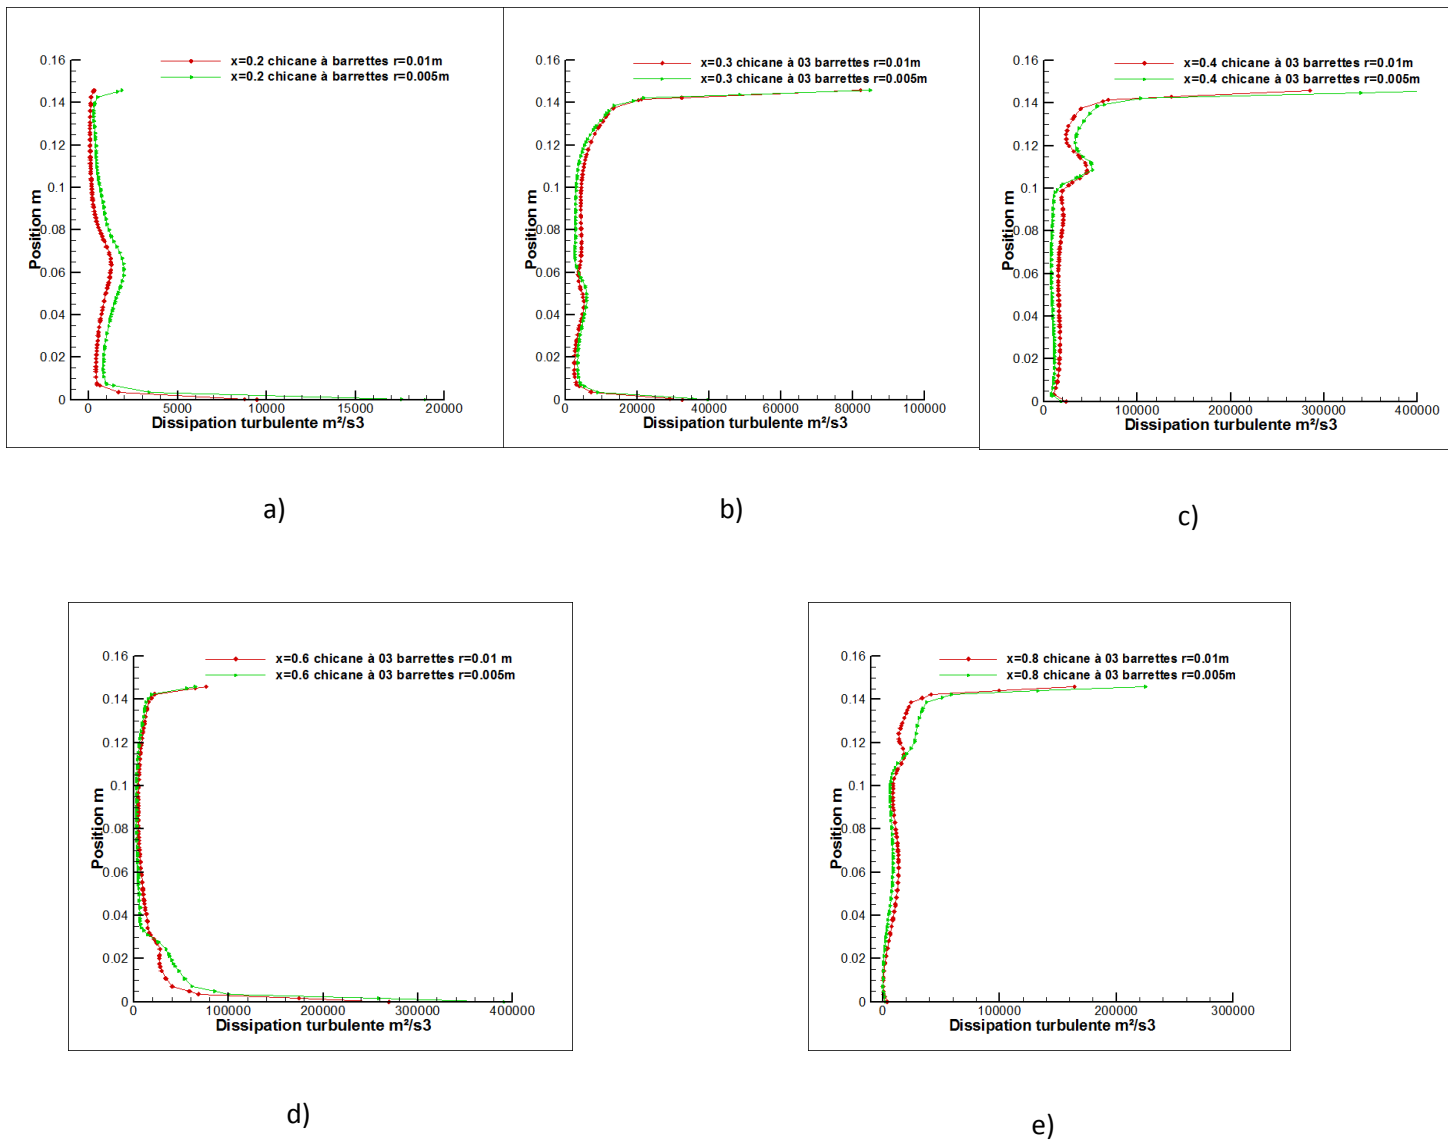 x=0.2 chicane à barrettes r=0.01m
x=0.2 chicane à barrettes r=0.005m
0.16
0.14
0.12
0.1
0.08
0.06
0.04
0.02
0
Position m
0 5000 10000 15000 20000
Dissipation turbulente m²/s3
a)
x=0.3 chicane à 03 barrettes r=0.01m
x=0.3 chicane à 03 barrettes r=0.005m
0.16
0.14
0.12
0.1
0.08
0.06
0.04
0.02
0
Position m
0 20000 40000 60000 80000 100000
Dissipation turbulente m²/s3
b)
x=0.4 chicane à 03 barrettes r=0.01m
x=0.4 chicane à 03 barrettes r=0.005m
0.16
0.14
0.12
0.1
0.08
0.06
0.04
0.02
0
Position m
0 100000 200000 300000 400000
Dissipation turbulente m²/s3
c)
x=0.6 chicane à 03 barrettes r=0.01 m
x=0.6 chicane à 03 barrettes r=0.005m
0.16
0.14
0.12
0.1
0.08
0.06
0.04
0.02
0
Position m
0 100000 200000 300000 400000
Dissipation turbulente m²/s3
d)
x=0.8 chicane à 03 barrettes r=0.01m
x=0.8 chicane à 03 barrettes r=0.005m
0.16
0.14
0.12
0.1
0.08
0.06
0.04
0.02
0
Position m
0 100000 200000 300000
Dissipation turbulente m²/s3
e)